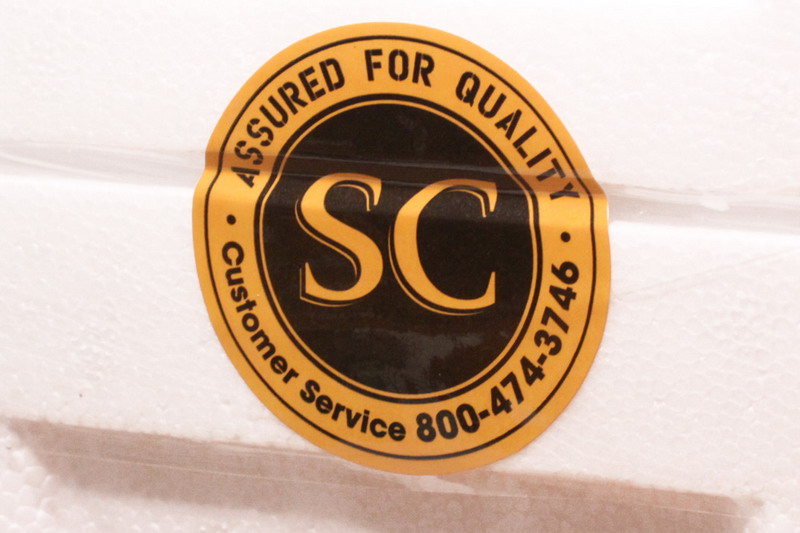 ASSURED FOR QUALITY
SC
• Customer Service 800-474-3746 •